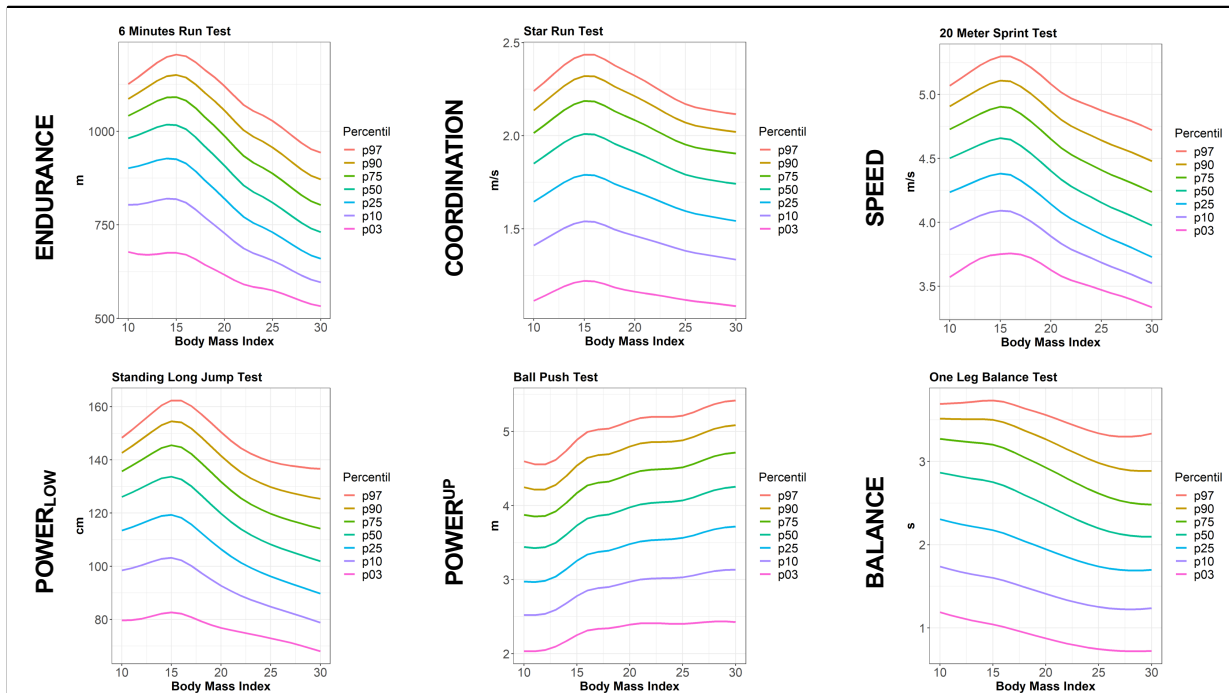 6 Minutes Run Test
ENDURANCE
m
1000
750
500
10 15 20 25 30
Body Mass Index
Percentil
p97
p90
p75
p50
p25
p10
p03
Star Run Test
COORDINATION
m/s
2.5
2.0
1.5
10 15 20 25 30
Body Mass Index
Percentil
p97
p90
p75
p50
p25
p10
p03
20 Meter Sprint Test
SPEED
m/s
5.0
4.5
4.0
3.5
10 15 20 25 30
Body Mass Index
Percentil
p97
p90
p75
p50
p25
p10
p03
Standing Long Jump Test
POWERLOW
cm
160
140
120
100
80
10 15 20 25 30
Body Mass Index
Percentil
p97
p90
p75
p50
p25
p10
p03
Ball Push Test
POWERUP
m
5
4
3
2
10 15 20 25 30
Body Mass Index
Percentil
p97
p90
p75
p50
p25
p10
p03
One Leg Balance Test
BALANCE
s
3
2
1
10 15 20 25 30
Body Mass Index
Percentil
p97
p90
p75
p50
p25
p10
p03